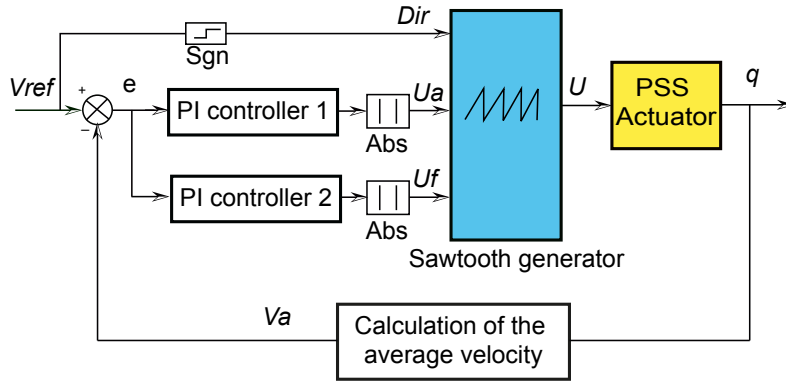 Dir
Sgn
Vref
+
−
e
PI controller 1
Abs
Ua
PI controller 2
Abs
Uf
Sawtooth generator
U
PSS
Actuator
q
Va
Calculation of the
average velocity